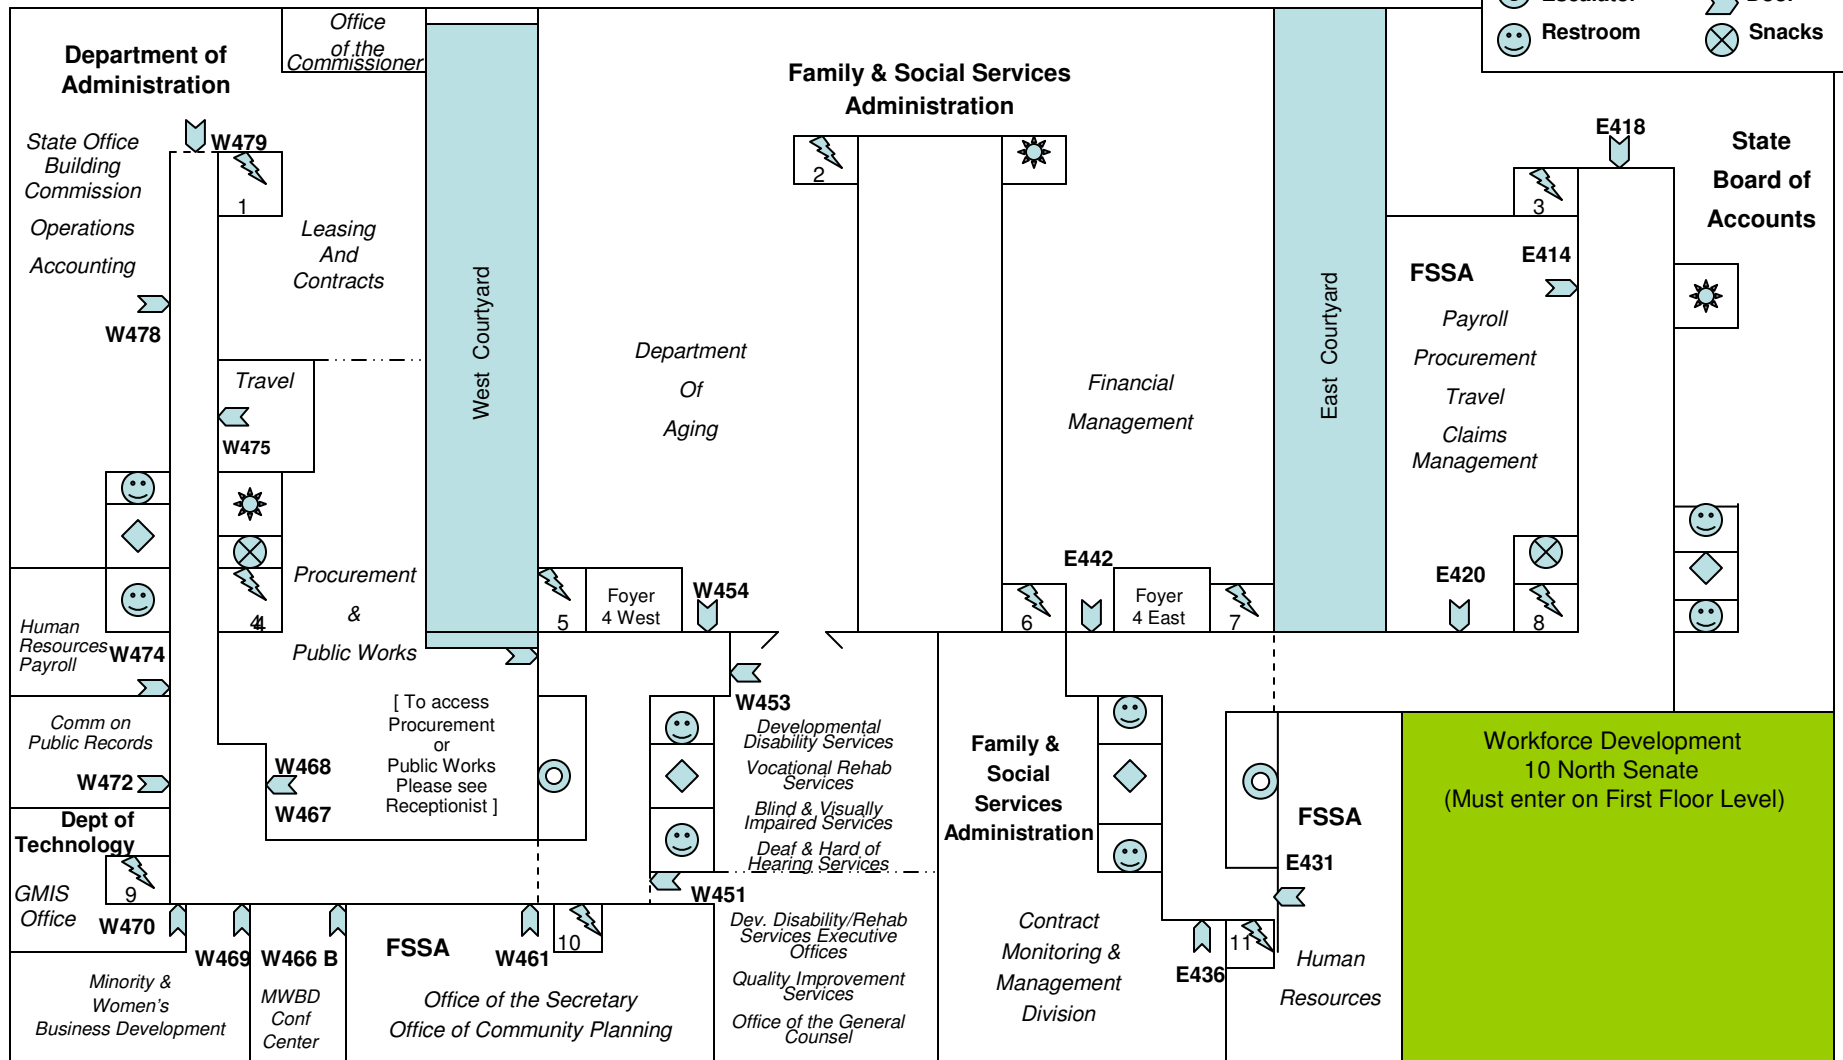 Office
of the
Commissioner
Department of
Administration
State Office
Building
Commission
Operations
Accounting
W479
1
Leasing
And
Contracts
W478
Travel
W475
West Courtyard
Family & Social Services
Administration
2
Department
Of
Aging
Financial
Management
East Courtyard
Restroom
Snacks
E418
State
Board of
Accounts
3
E414
FSSA
Payroll
Procurement
Travel
Claims
Management
E420
8
Human
Resources
Payroll
W474
4
Procurement
&
Public Works
5
Foyer
4 West
W454
6
E442
Foyer
4 East
7
Comm on
Public Records
W472
W468
W467
[ To access
Procurement
or
Public Works
Please see
Receptionist ]
W453
Developmental
Disability Services
Vocational Rehab
Services
Blind & Visually
Impaired Services
Deaf & Hard of
Hearing Services
W451
Family &
Social
Services
Administration
FSSA
E431
Workforce Development
10 North Senate
(Must enter on First Floor Level)
Dept of
Technology
9
GMIS
Office
W470
W469
W466 B
FSSA
W461
10
Minority &
Women's
Business Development
MWBD
Conf
Center
Office of the Secretary
Office of Community Planning
Dev. Disability/Rehab
Services Executive
Offices
Quality Improvement
Services
Office of the General
Counsel
Contract
Monitoring &
Management
Division
E436
11
Human
Resources